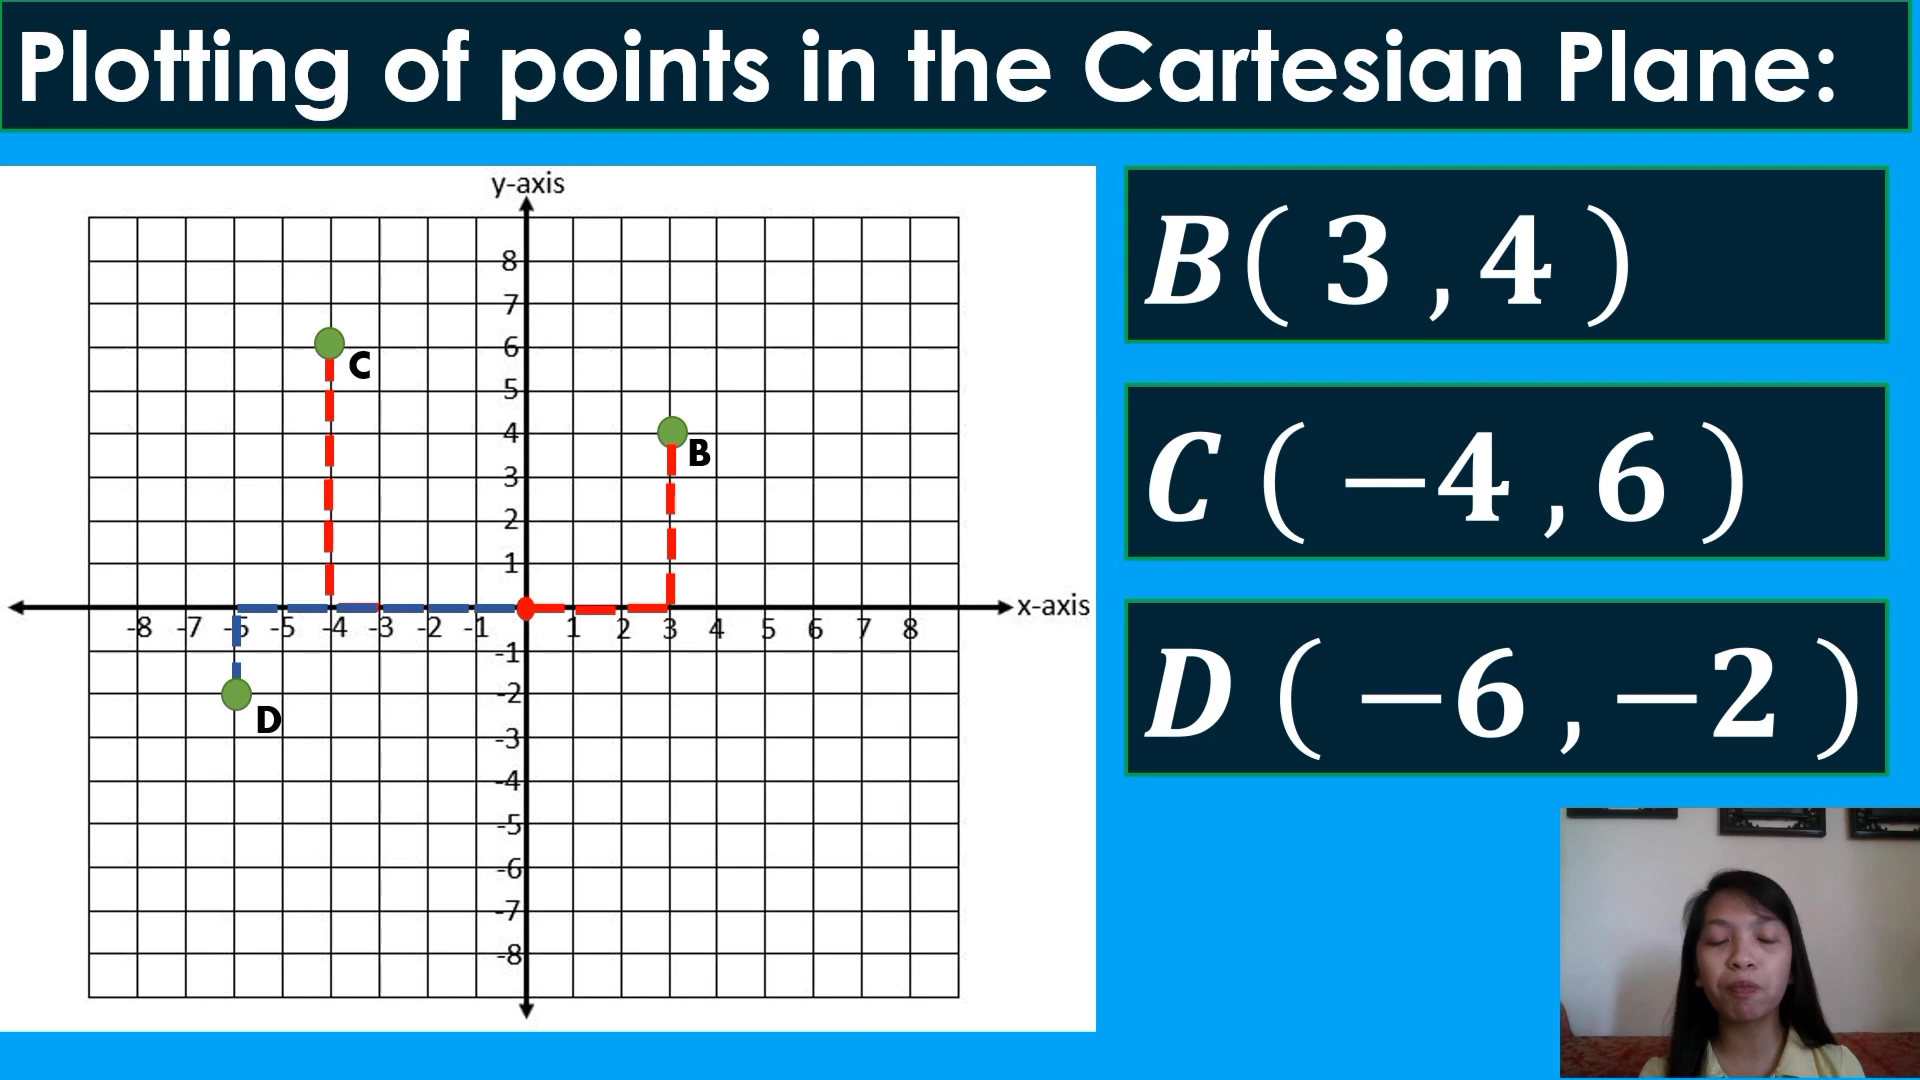 Plotting of points in the Cartesian Plane:
y-axis
8
7
6
C
5
4
B
3
2
1
x-axis
-8 -7 -6 -5 -4 -3 -2 -1 1 2 3 4 5 6 7 8
-1
-2
D
-3
-4
-5
-6
-7
-8
B( 3 , 4 )
C ( −4 , 6 )
D ( −6 , −2 )